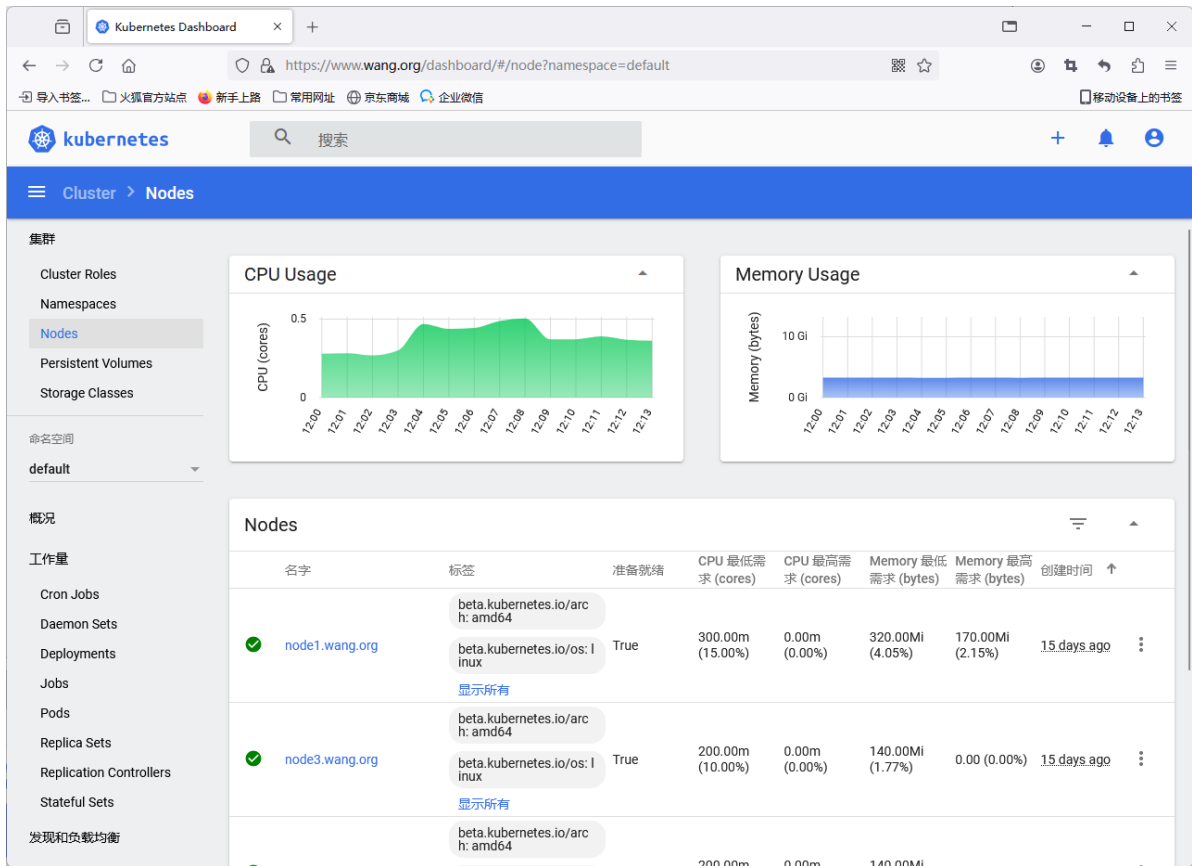 Kubernetes Dashboard
https://www.wang.org/dashboard/#/node?namespace=default
导入书签... 火狐官方站点 新手上路 常用网址 京东商城 企业微信 移动设备上的书签
kubernetes 搜索
Cluster > Nodes
集群
Cluster Roles
Namespaces
Nodes
Persistent Volumes
Storage Classes
命名空间
default
概况
工作量
Cron Jobs
Daemon Sets
Deployments
Jobs
Pods
Replica Sets
Replication Controllers
Stateful Sets
发现和负载均衡
CPU Usage
CPU (cores)
0.5
0
12:00 12:01 12:02 12:03 12:04 12:05 12:06 12:07 12:08 12:09 12:10 12:11 12:12 12:13
Memory Usage
Memory (bytes)
10 Gi
0 Gi
12:00 12:01 12:02 12:03 12:04 12:05 12:06 12:07 12:08 12:09 12:10 12:11 12:12 12:13
Nodes
名字 标签 准备就绪 CPU 最低需求 (cores) CPU 最高需求 (cores) Memory 最低需求 (bytes) Memory 最高需求 (bytes) 创建时间
beta.kubernetes.io/arc
h: amd64
node1.wang.org beta.kubernetes.io/os: l
inux
True 300.00m (15.00%) 0.00m (0.00%) 320.00Mi (4.05%) 170.00Mi (2.15%) 15 days ago
显示所有
beta.kubernetes.io/arc
h: amd64
node3.wang.org beta.kubernetes.io/os: l
inux
True 200.00m (10.00%) 0.00m (0.00%) 140.00Mi (1.77%) 0.00 (0.00%) 15 days ago
显示所有
beta.kubernetes.io/arc
h: amd64
200.00m 0.00m 140.00Mi